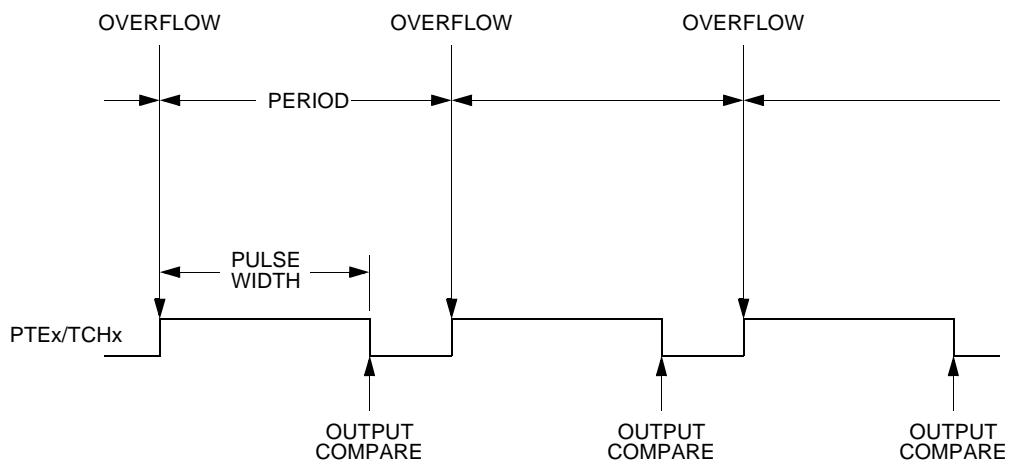 OVERFLOW OVERFLOW OVERFLOW
PERIOD
PULSE
WIDTH
PTEx/TCHx
OUTPUT
COMPARE
OUTPUT
COMPARE
OUTPUT
COMPARE